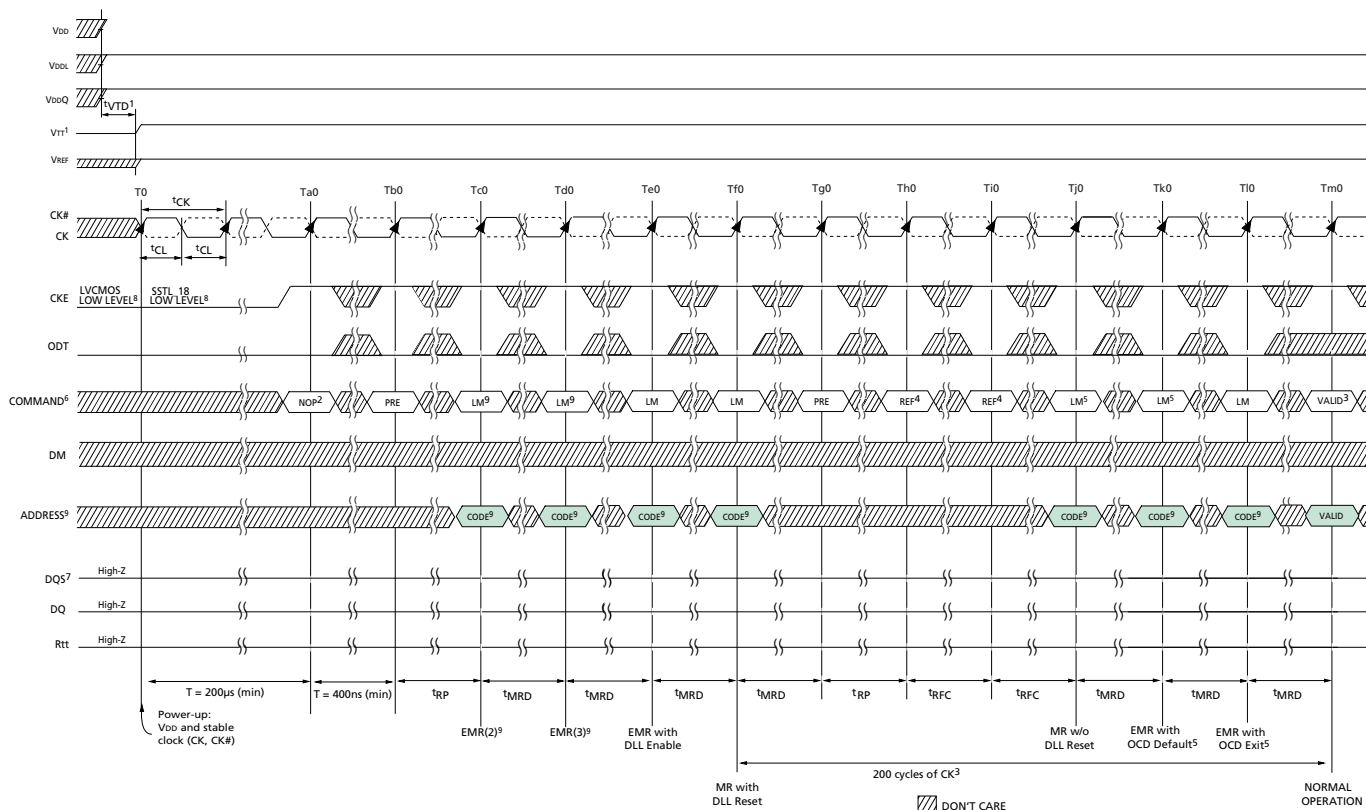 VDD
VDDL
VDDQ
tVTD1
VTT1
VREF
T0 Ta0 Tb0 Tc0 Td0 Te0 Tf0 Tg0 Th0 Ti0 Tj0 Tk0 Tl0 Tm0
tCK
CK#
CK
tCL tCL
CKE
LVCMOS LOW LEVEL8
SSTL_18 LOW LEVEL8
ODT
COMMAND6 NOP2 PRE LM9 LM9 LM LM PRE REF4 REF4 LM5 LM5 LM VALID3
DM
ADDRESS9 CODE9 CODE9 CODE9 CODE9 CODE9 CODE9 CODE9 VALID
DQS7 High-Z
DQ High-Z
Rtt High-Z
T = 200µs (min) T = 400ns (min) tRP tMRD tMRD tMRD tMRD tRP tRFC tRFC tMRD tMRD tMRD
Power-up:
VDD and stable
clock (CK, CK#)
EMR(2)9
EMR(3)9
EMR with
DLL Enable
MR w/o
DLL Reset
EMR with
OCD Default5
EMR with
OCD Exit5
200 cycles of CK3
MR with
DLL Reset
DON'T CARE
NORMAL
OPERATION